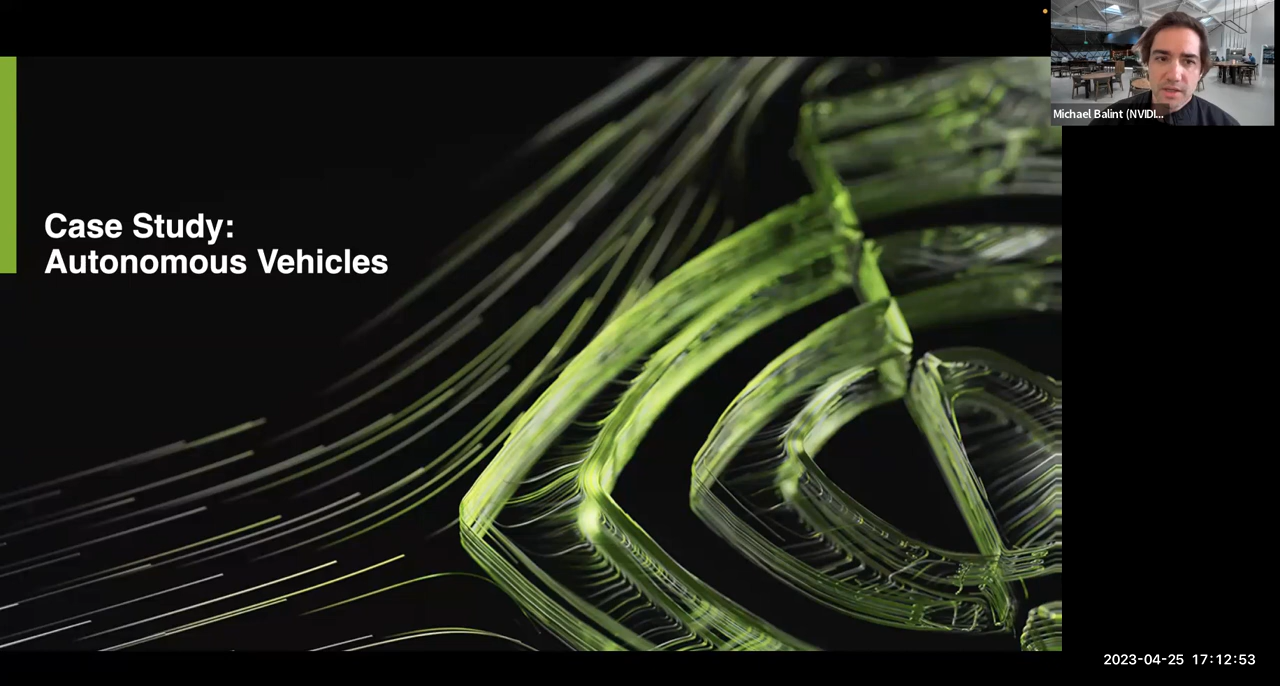 Michael Balint (NVIDI...
Case Study:
Autonomous Vehicles
2023-04-25 17:12:53